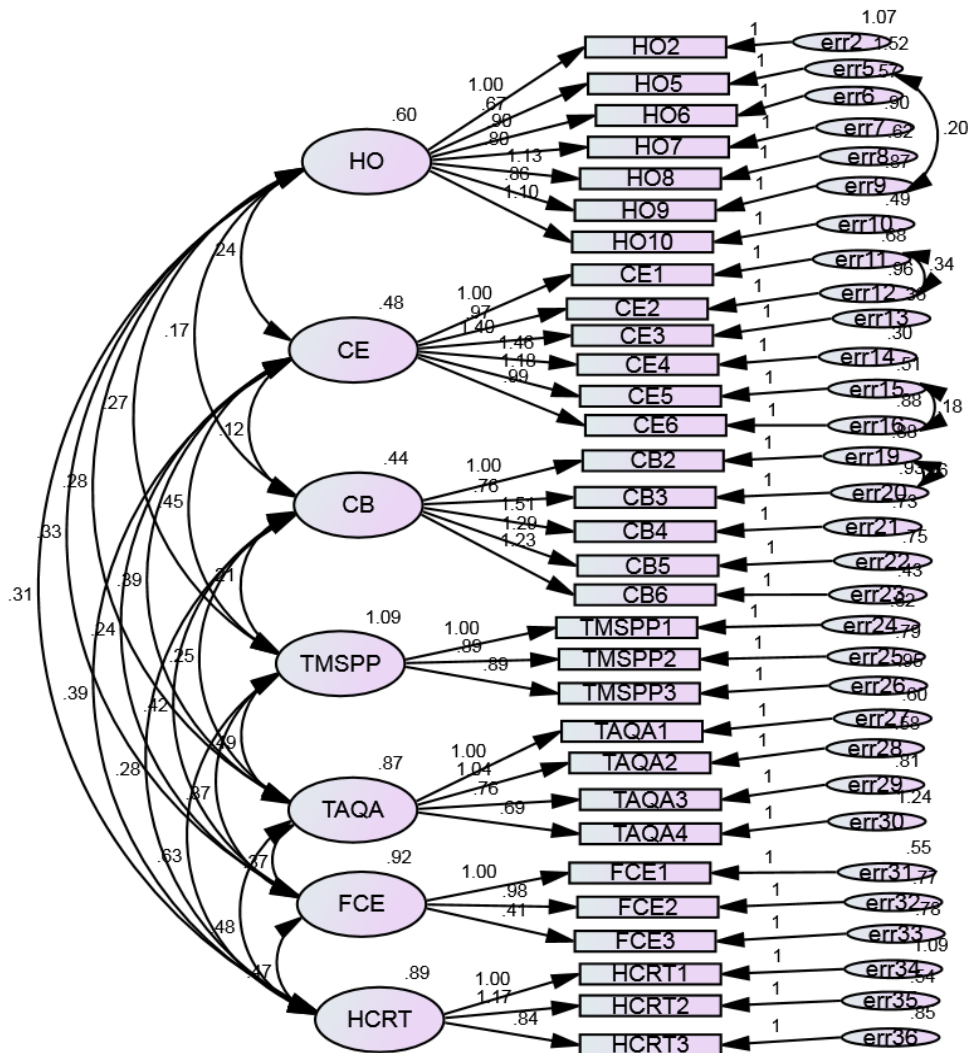 1.07
1 err2
HO2
1.52
1.00
1 err5
HO5
.57
.67
1 err6
HO6
.90
.60
.90
1 err7
HO7
.62
.80
.20
HO
1 err8
HO8
.87
1.13
1 err9
HO9
.49
.86
1.10
1 err10
HO10
.68
.24
1 err11
CE1
.96
.34
1.00
1 err12
CE2
.36
.48
.97
1 err13
CE3
.30
.17
1.40
CE
1.46
1 err14
CE4
.51
1.18
1 err15
CE5
.88
.18
.99
.27
1 err16
CE6
.88
.12
1 err19
CB2
.93
.44
1.00
.76
1 err20
CB3
.73
.28
.45
CB
1.51
1 err21
CB4
.75
.33
1.29
1.23
1 err22
CB5
.43
1 err23
CB6
.82
.31
.39
.21
1 err24
TMSPP1
.79
1.09
1.00
.89
1 err25
TMSPP2
.95
.24
.25
TMSPP
.89
1 err26
TMSPP3
.60
.39
.42
1 err27
TAQA1
.58
.49
1.00
1 err28
TAQA2
.81
.87
1.04
.28
.37
TAQA
.76
1 err29
TAQA3
1.24
.69
1 err30
TAQA4
.55
.63
.37
.92
1.00
1 err31
FCE1
.77
FCE
.98
1 err32
FCE2
.78
.41
.48
1 err33
FCE3
1.09
.47
.89
1.00
1 err34
HCRT1
.54
1.17
1 err35
HCRT2
.85
HCRT
.84
1 err36
HCRT3